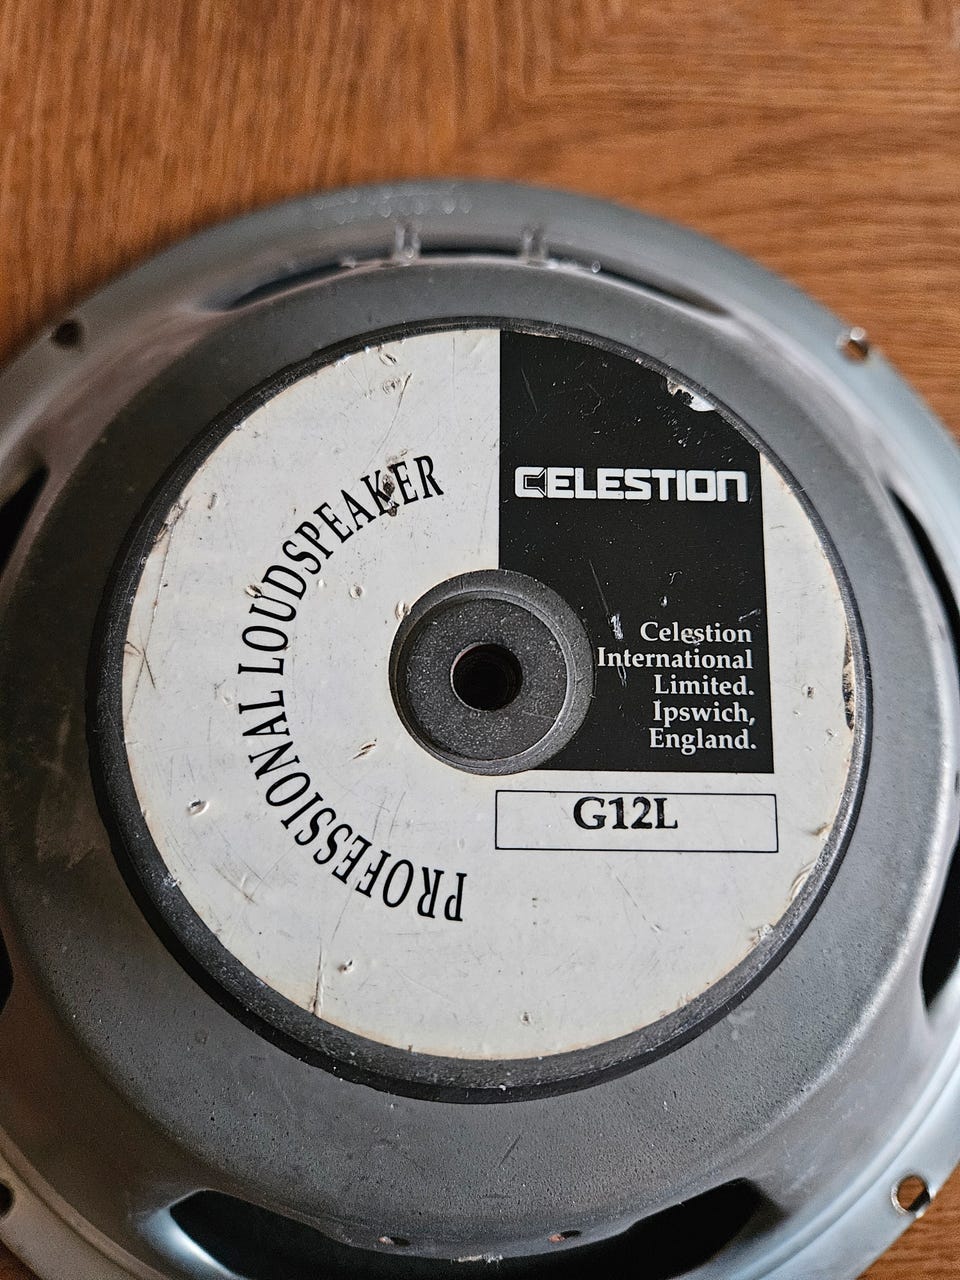 PROFESSIONAL LOUDSPEAKER
CELESTION
Celestion
International
Limited.
Ipswich,
England.
G12L